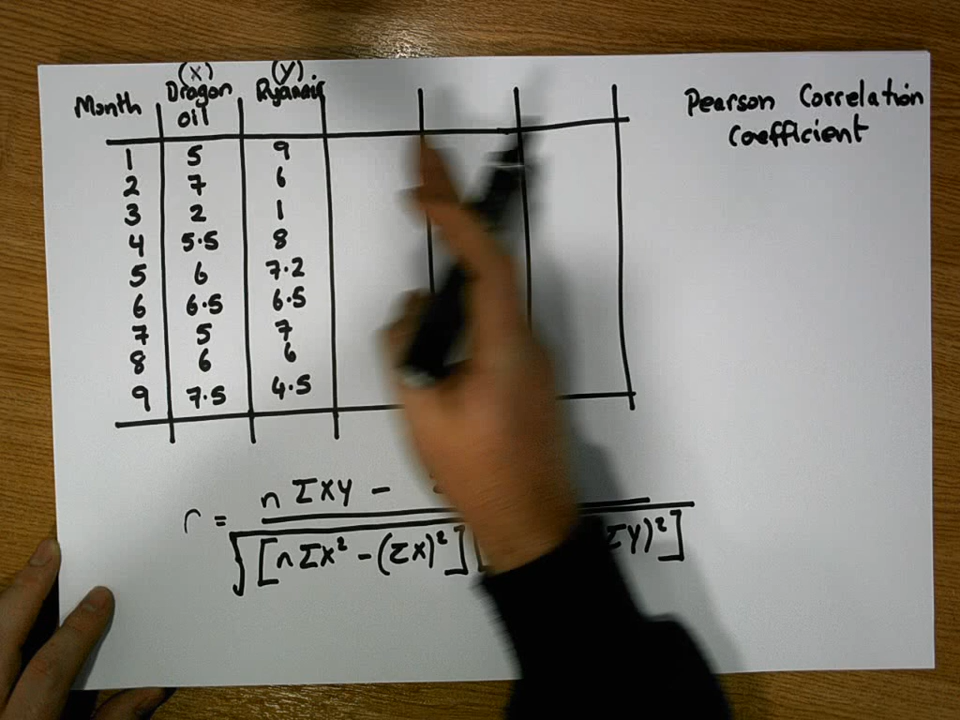 (X) (Y).
Month Dragon oil Ryanair
1 5 9
2 7 6
3 2 1
4 5.5 8
5 6 7.2
6 6.5 6.5
7 5 7
8 6 6
9 7.5 4.5
Pearson Correlation
Coefficient
n ΣXY -
r =
√[nΣX² - (ΣX)²][ ΣY)²]